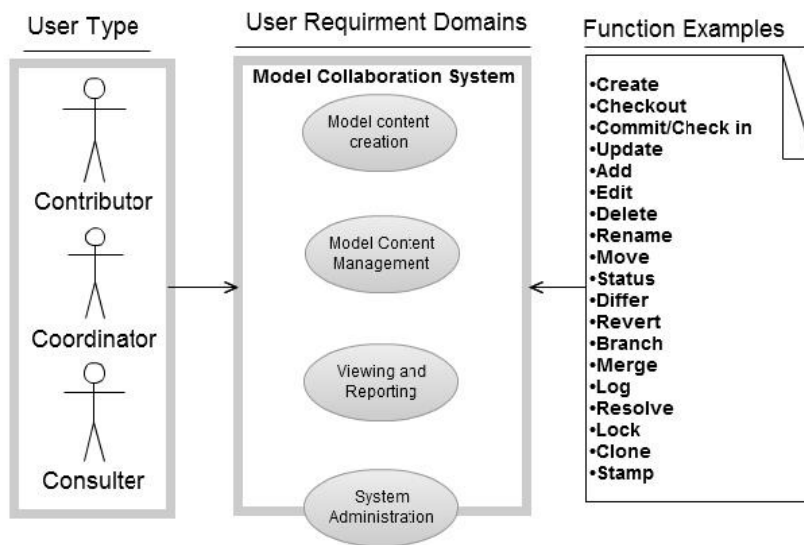 User Type
Contributor
Coordinator
Consulter
User Requirment Domains
Model Collaboration System
Model content
creation
Model Content
Management
Viewing and
Reporting
System
Administration
Function Examples
•Create
•Checkout
•Commit/Check in
•Update
•Add
•Edit
•Delete
•Rename
•Move
•Status
•Differ
•Revert
•Branch
•Merge
•Log
•Resolve
•Lock
•Clone
•Stamp